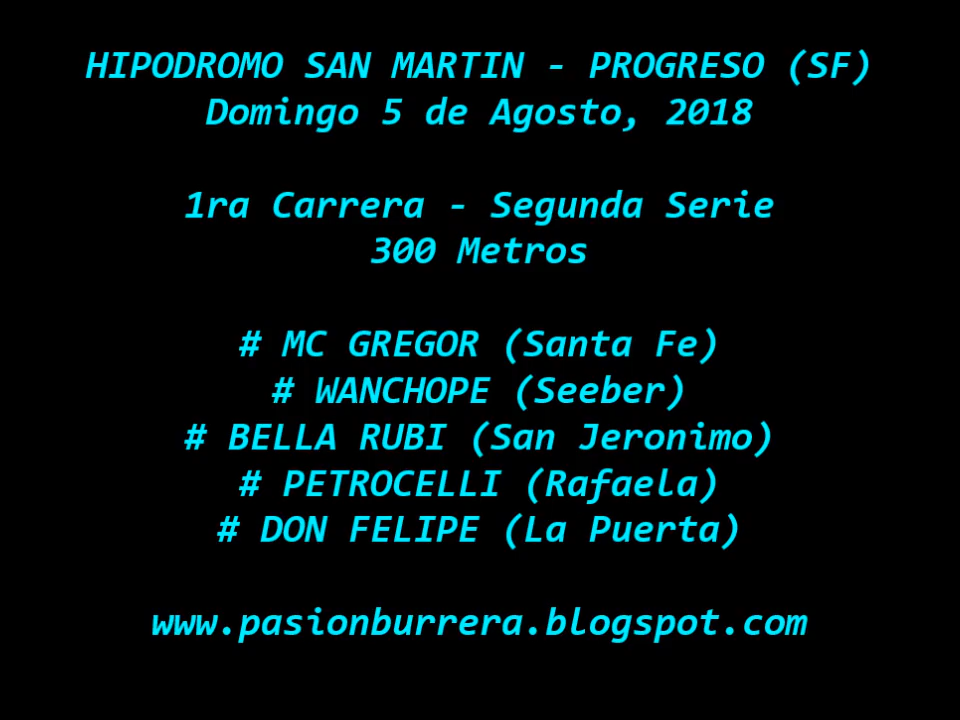 HIPODROMO SAN MARTIN - PROGRESO (SF)
Domingo 5 de Agosto, 2018
1ra Carrera - Segunda Serie
300 Metros
# MC GREGOR (Santa Fe)
# WANCHOPE (Seeber)
# BELLA RUBI (San Jeronimo)
# PETROCELLI (Rafaela)
# DON FELIPE (La Puerta)
www.pasionburrera.blogspot.com